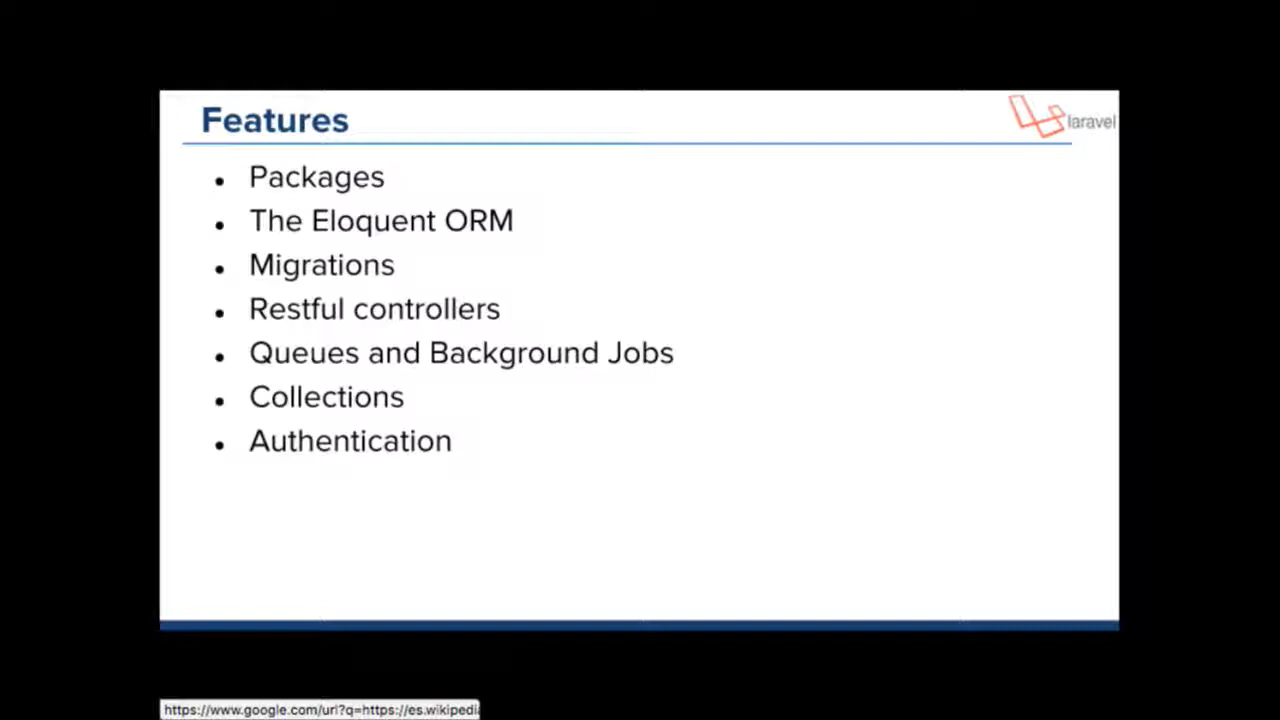 Features
laravel
• Packages
• The Eloquent ORM
• Migrations
• Restful controllers
• Queues and Background Jobs
• Collections
• Authentication
https://www.google.com/url?q=https://es.wikipedia